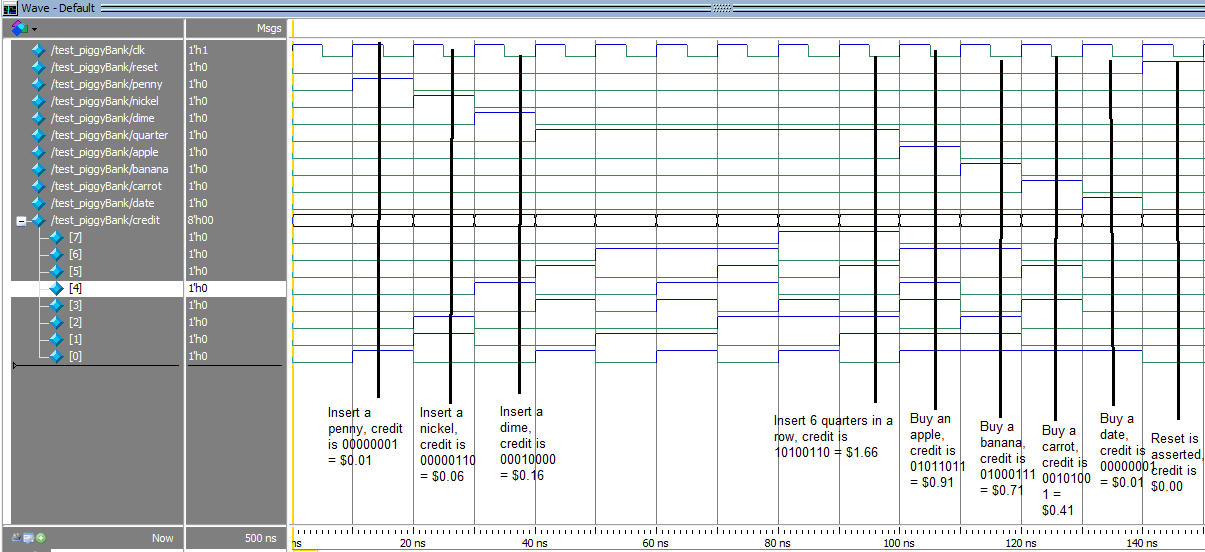 Wave - Default
Msgs
/test_piggyBank/clk 1'h1
/test_piggyBank/reset 1'h0
/test_piggyBank/penny 1'h0
/test_piggyBank/nickel 1'h0
/test_piggyBank/dime 1'h0
/test_piggyBank/quarter 1'h0
/test_piggyBank/apple 1'h0
/test_piggyBank/banana 1'h0
/test_piggyBank/carrot 1'h0
/test_piggyBank/date 1'h0
/test_piggyBank/credit 8'h00
[7] 1'h0
[6] 1'h0
[5] 1'h0
[4] 1'h0
[3] 1'h0
[2] 1'h0
[1] 1'h0
[0] 1'h0
Insert a
penny, credit
is 00000001
= $0.01
Insert a
nickel,
credit is
00000110
= $0.06
Insert a
dime,
credit is
00010000
= $0.16
Insert 6 quarters in a
row, credit is
10100110 = $1.66
Buy an
apple,
credit is
01011011
= $0.91
Buy a
banana,
credit is
01000111
= $0.71
Buy a
carrot,
credit is
0010100
1 =
$0.41
Buy a
date,
credit is
00000001
= $0.01
Reset is
asserted,
credit is
$0.00
Now 500 ns
ns 20 ns 40 ns 60 ns 80 ns 100 ns 120 ns 140 ns